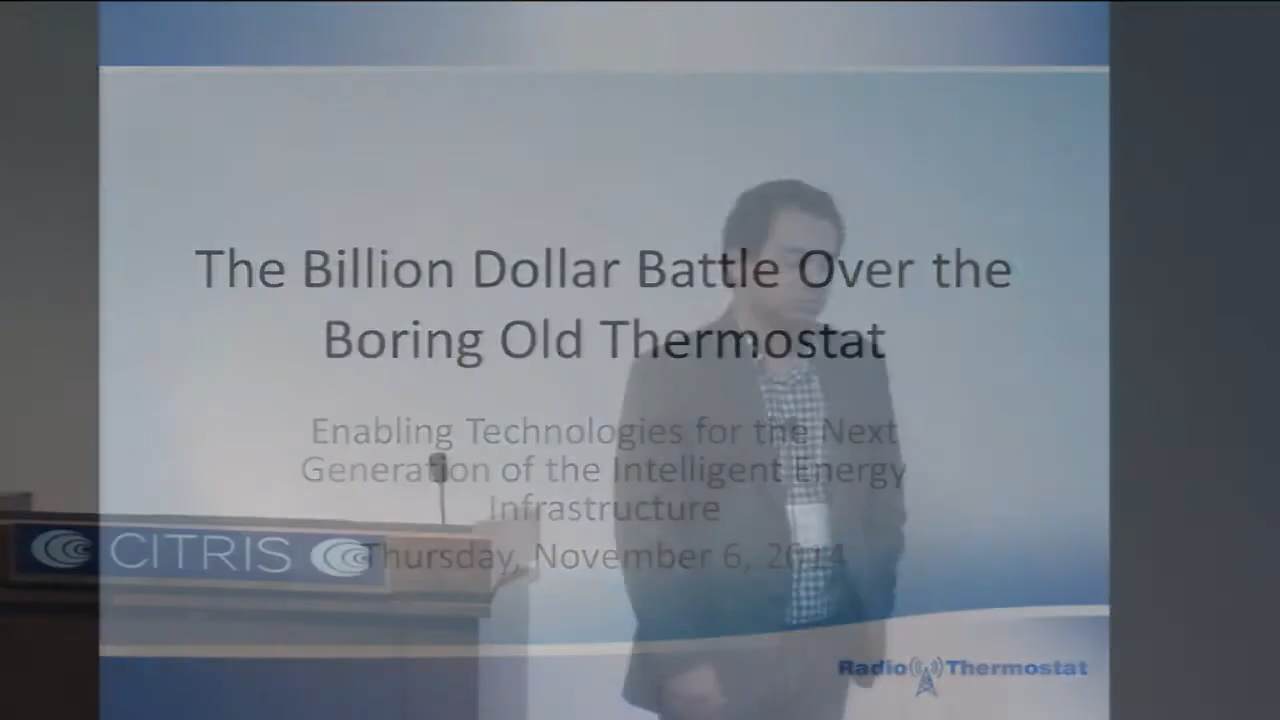 The Billion Dollar Battle Over the
Boring Old Thermostat
Enabling Technologies for the Next
Generation of the Intelligent Energy
Infrastructure
Thursday, November 6, 2014
CITRIS
Radio Thermostat